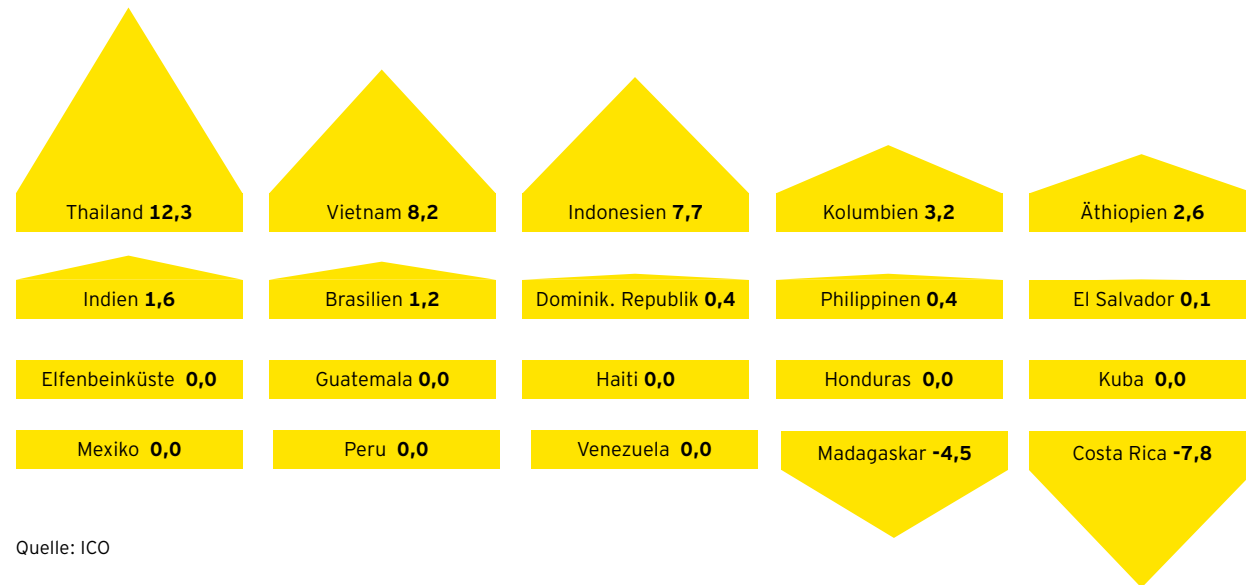 Thailand 12,3
Vietnam 8,2
Indonesien 7,7
Kolumbien 3,2
Äthiopien 2,6
Indien 1,6
Brasilien 1,2
Dominik. Republik 0,4
Philippinen 0,4
El Salvador 0,1
Elfenbeinküste 0,0
Guatemala 0,0
Haiti 0,0
Honduras 0,0
Kuba 0,0
Mexiko 0,0
Peru 0,0
Venezuela 0,0
Madagaskar -4,5
Costa Rica -7,8
Quelle: ICO